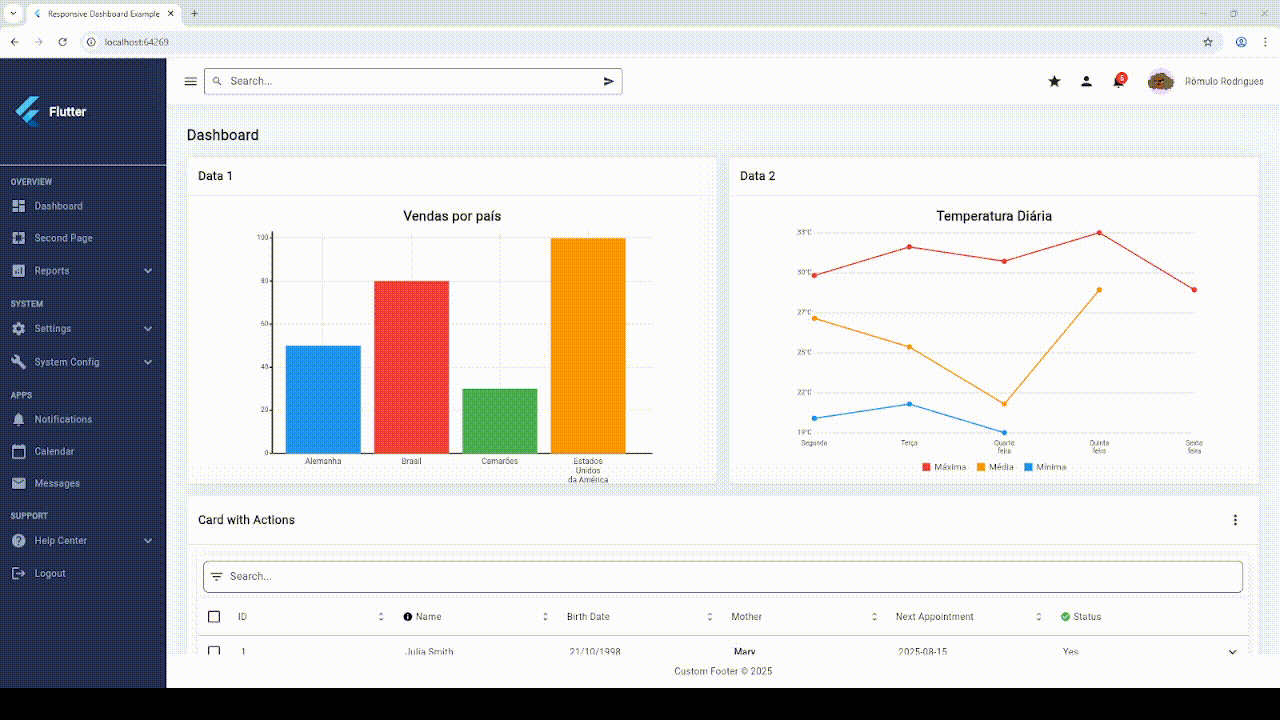 Responsive Dashboard Example
localhost:64269
Flutter
Search...
5
Rômulo Rodrigues
OVERVIEW
Dashboard
Second Page
Reports
SYSTEM
Settings
System Config
APPS
Notifications
Calendar
Messages
SUPPORT
Help Center
Logout
Dashboard
Data 1
Vendas por país
100
80
60
40
20
0
Alemanha
Brasil
Camarões
Estados
Unidos
da América
Data 2
Temperatura Diária
33°C
30°C
27°C
25°C
22°C
19°C
Segunda
Terça
Quarta
feira
Quinta
feira
Sexta
feira
Máxima
Média
Mínima
Card with Actions
Search...
ID Name Birth Date Mother Next Appointment Status
1 Julia Smith 21/10/1998 Mary 2025-08-15 Yes
Custom Footer © 2025